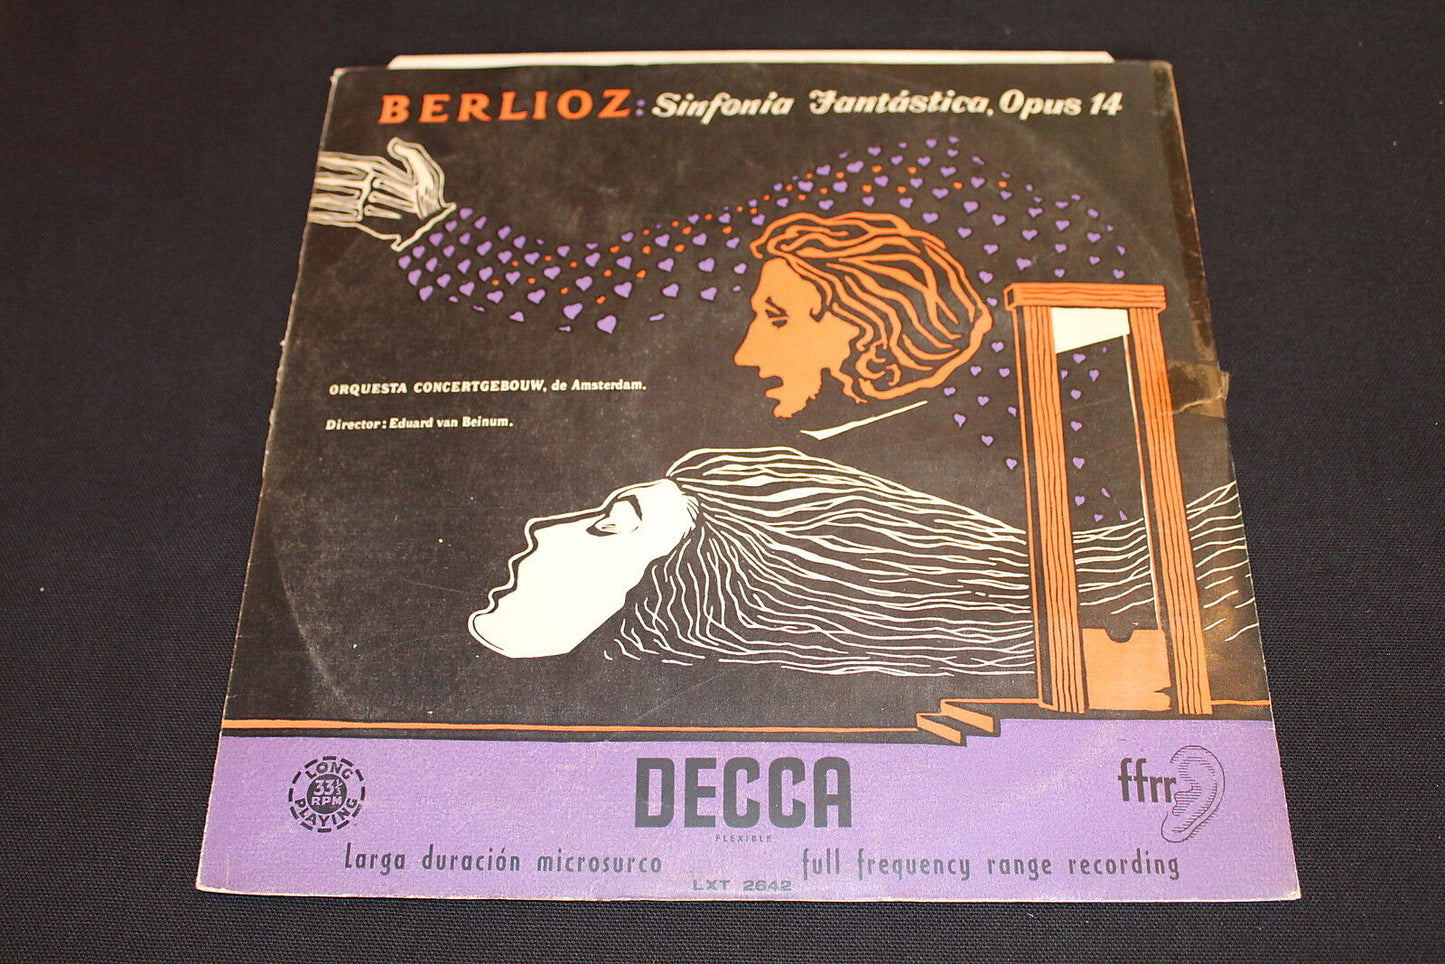 BERLIOZ: Sinfonia Fantástica, Opus 14
ORQUESTA CONCERTGEBOUW, de Amsterdam.
Director: Eduard van Beinum.
LONG
33⅓
RPM
PLAYING
DECCA
FLEXIBLE
ffrr
Larga duración microsurco
full frequency range recording
LXT 2642